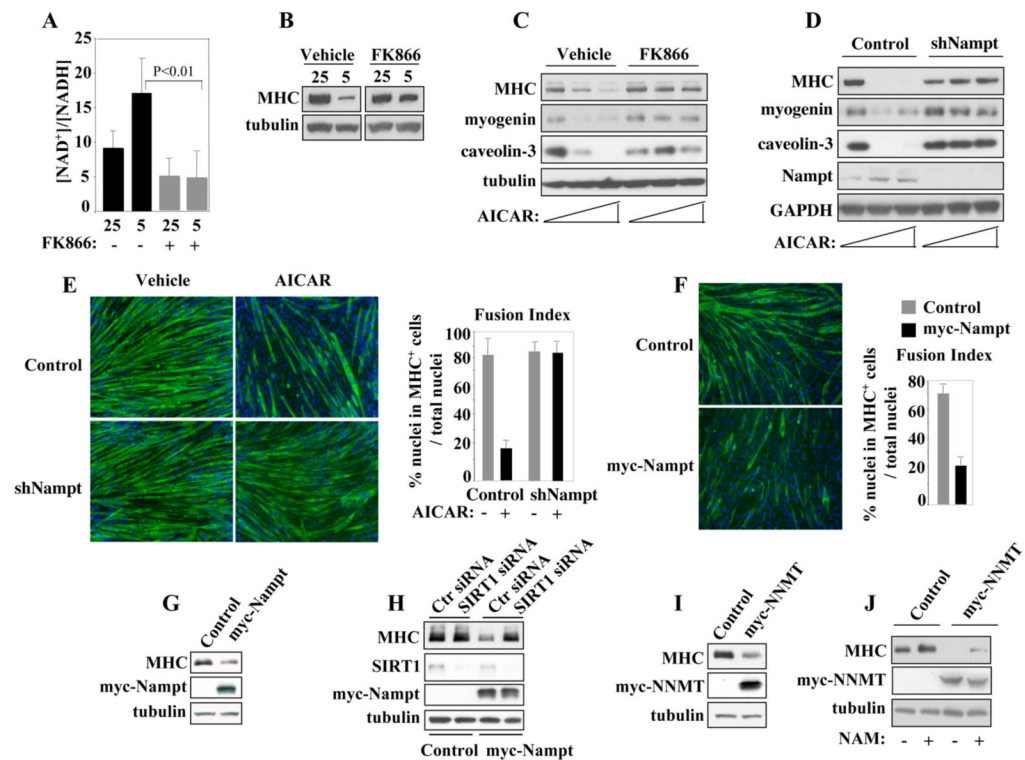 A
[NAD+]/[NADH]
25
20
15
10
5
0
P<0.01
25 5 25 5
FK866: - - + +
B
Vehicle FK866
25 5 25 5
MHC
tubulin
C
Vehicle FK866
MHC
myogenin
caveolin-3
tubulin
AICAR:
D
Control shNampt
MHC
myogenin
caveolin-3
Nampt
GAPDH
AICAR:
E
Vehicle AICAR
Control
shNampt
Fusion Index
% nuclei in MHC+ cells
/ total nuclei
100
80
60
40
20
0
Control shNampt
AICAR: - + - +
F
Control
myc-Nampt
Control
myc-Nampt
Fusion Index
% nuclei in MHC+ cells
/ total nuclei
80
60
40
20
0
G
Control
myc-Nampt
MHC
myc-Nampt
tubulin
H
Ctr siRNA
SIRT1 siRNA
Ctr siRNA
SIRT1 siRNA
MHC
SIRT1
myc-Nampt
tubulin
Control myc-Nampt
I
Control
myc-NNMT
MHC
myc-NNMT
tubulin
J
Control
myc-NNMT
MHC
myc-NNMT
tubulin
NAM: - + - +